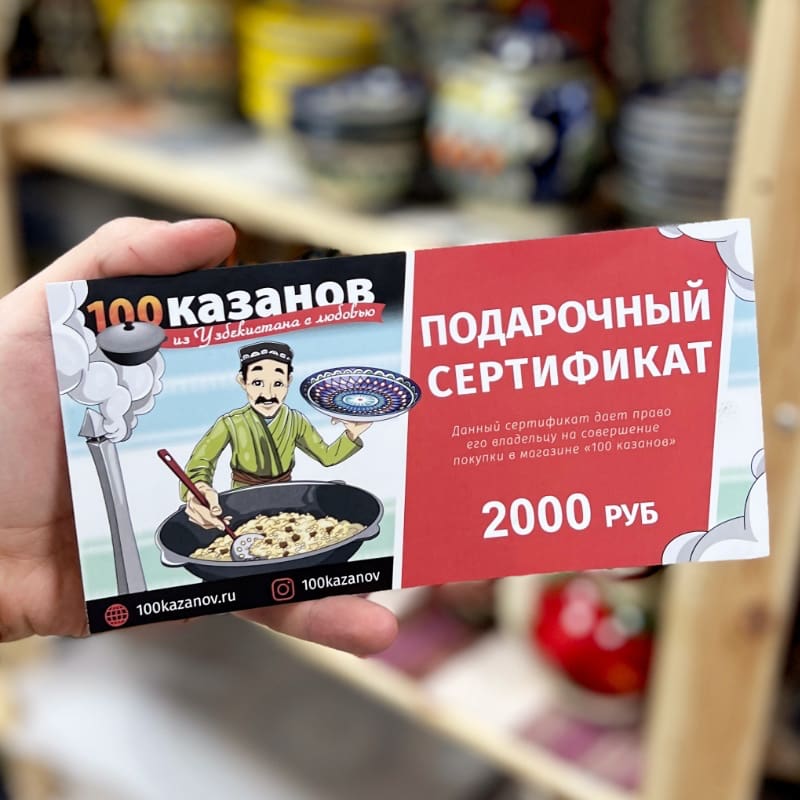 100казанов
из Узбекистана с любовью
100kazanov.ru
100kazanov
ПОДАРОЧНЫЙ
СЕРТИФИКАТ
Данный сертификат дает право
его владельцу на совершение
покупки в магазине «100 казанов»
2000 РУБ